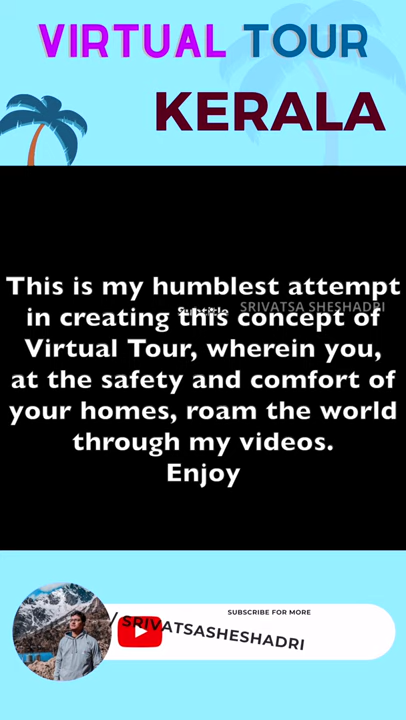 VIRTUAL TOUR
KERALA
This is my humblest attempt
Subtitle SRIVATSA SHESHADRI
in creating this concept of
Virtual Tour, wherein you,
at the safety and comfort of
your homes, roam the world
through my videos.
Enjoy
SUBSCRIBE FOR MORE
/ SRIVATSASHESHADRI